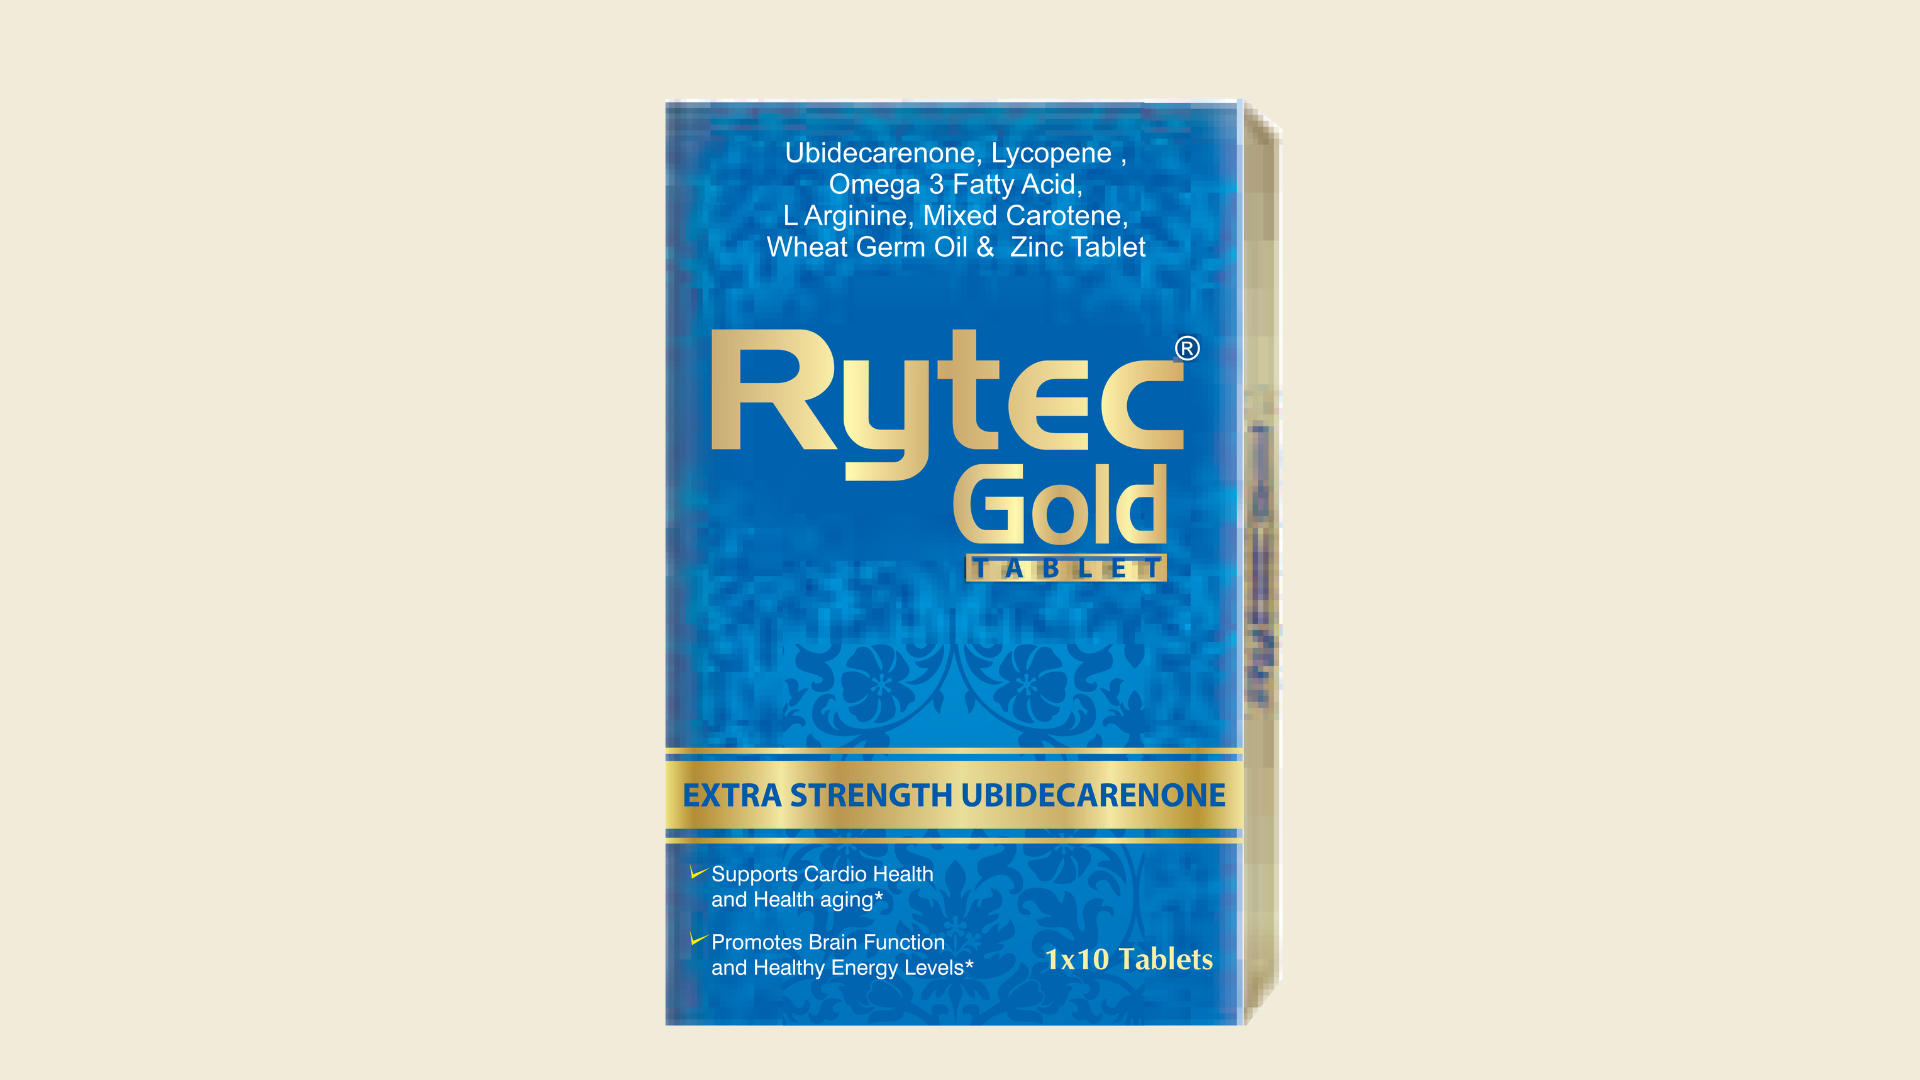 Ubidecarenone, Lycopene ,
Omega 3 Fatty Acid,
L Arginine, Mixed Carotene,
Wheat Germ Oil &  Zinc Tablet
Rytec®
Gold
TABLET
EXTRA STRENGTH UBIDECARENONE
Supports Cardio Health
and Health aging*
Promotes Brain Function
and Healthy Energy Levels*
1x10 Tablets